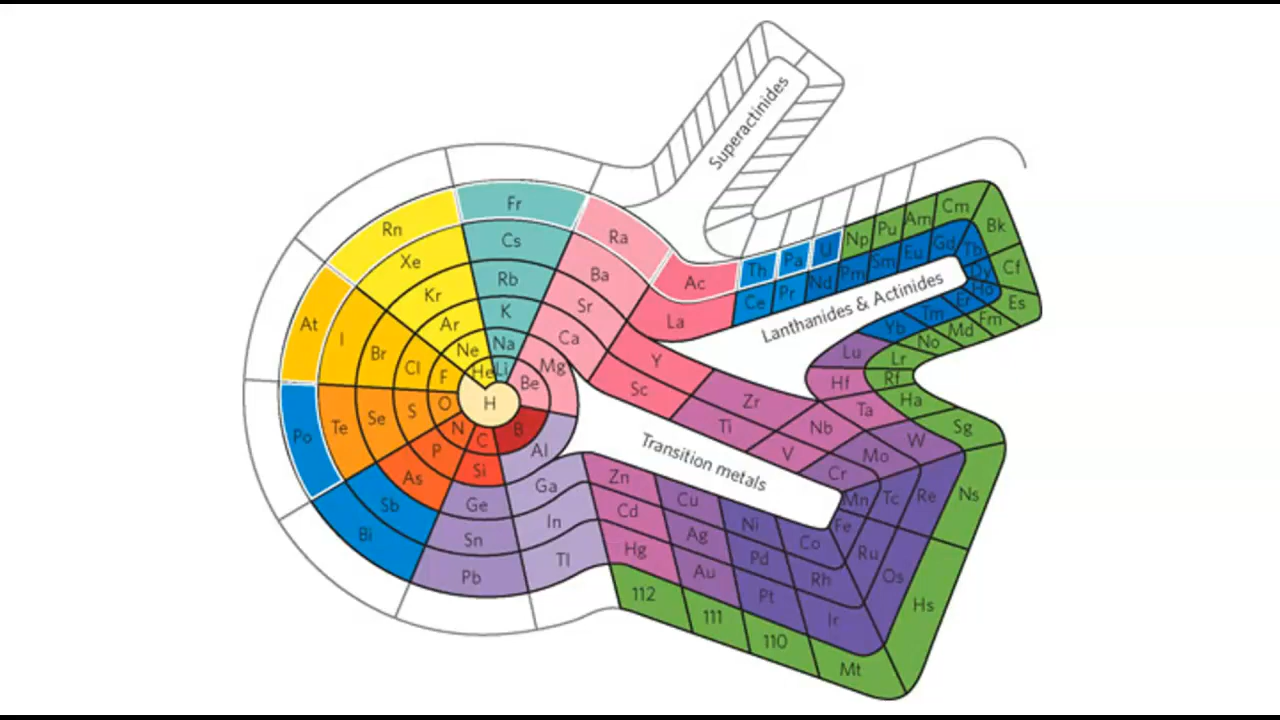 Superactinides
Fr
Rn
Ra
Cs
Xe
Ba
Ac
Rb
Kr
Sr
La
K
Ar
Ca
Na
Ne
Mg
Li
He
Be
H
At
I
Br
Cl
F
O
S
Se
Te
Po
N
P
As
Sb
Bi
C
Si
Ge
Sn
Pb
B
Al
Ga
In
Tl
Th
Pa
U
Np
Pu
Am
Cm
Bk
Cf
Es
Fm
Md
No
Lr
Rf
Ha
Sg
Ns
Hs
Mt
110
111
112
Ce
Pr
Nd
Pm
Sm
Eu
Gd
Tb
Dy
Ho
Er
Tm
Yb
Lu
Hf
Ta
W
Re
Os
Ir
Pt
Au
Hg
Lanthanides & Actinides
Y
Zr
Nb
Mo
Tc
Ru
Rh
Pd
Ag
Cd
Sc
Ti
V
Cr
Mn
Fe
Co
Ni
Cu
Zn
Transition metals